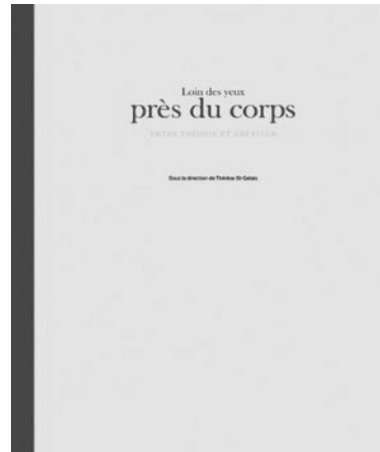 Loin des yeux
près du corps
ENTRE THÉORIE ET CRÉATION
Sous la direction de Thérèse St-Gelais